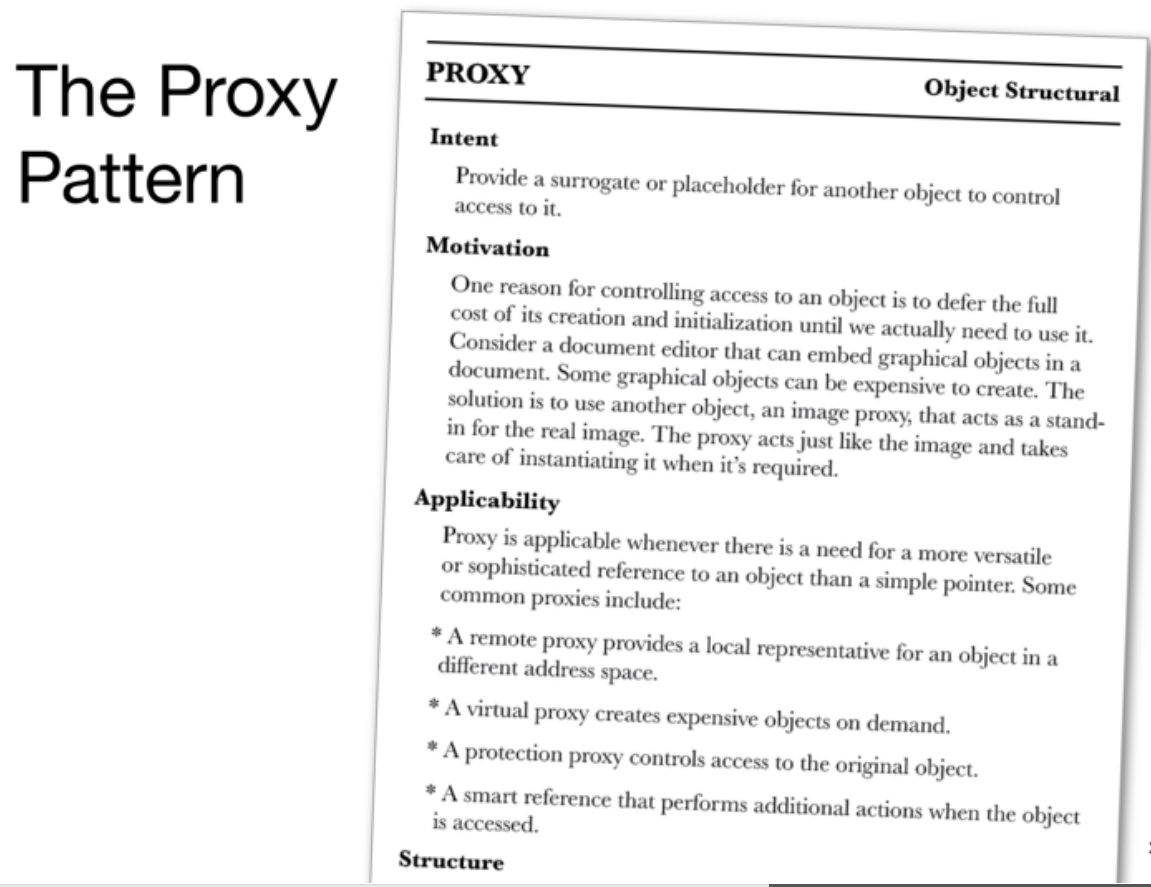 The Proxy
Pattern
PROXY
Object Structural
Intent
Provide a surrogate or placeholder for another object to control
access to it.
Motivation
One reason for controlling access to an object is to defer the full
cost of its creation and initialization until we actually need to use it.
Consider a document editor that can embed graphical objects in a
document. Some graphical objects can be expensive to create. The
solution is to use another object, an image proxy, that acts as a stand-
in for the real image. The proxy acts just like the image and takes
care of instantiating it when it’s required.
Applicability
Proxy is applicable whenever there is a need for a more versatile
or sophisticated reference to an object than a simple pointer. Some
common proxies include:
* A remote proxy provides a local representative for an object in a
different address space.
* A virtual proxy creates expensive objects on demand.
* A protection proxy controls access to the original object.
* A smart reference that performs additional actions when the object
is accessed.
Structure